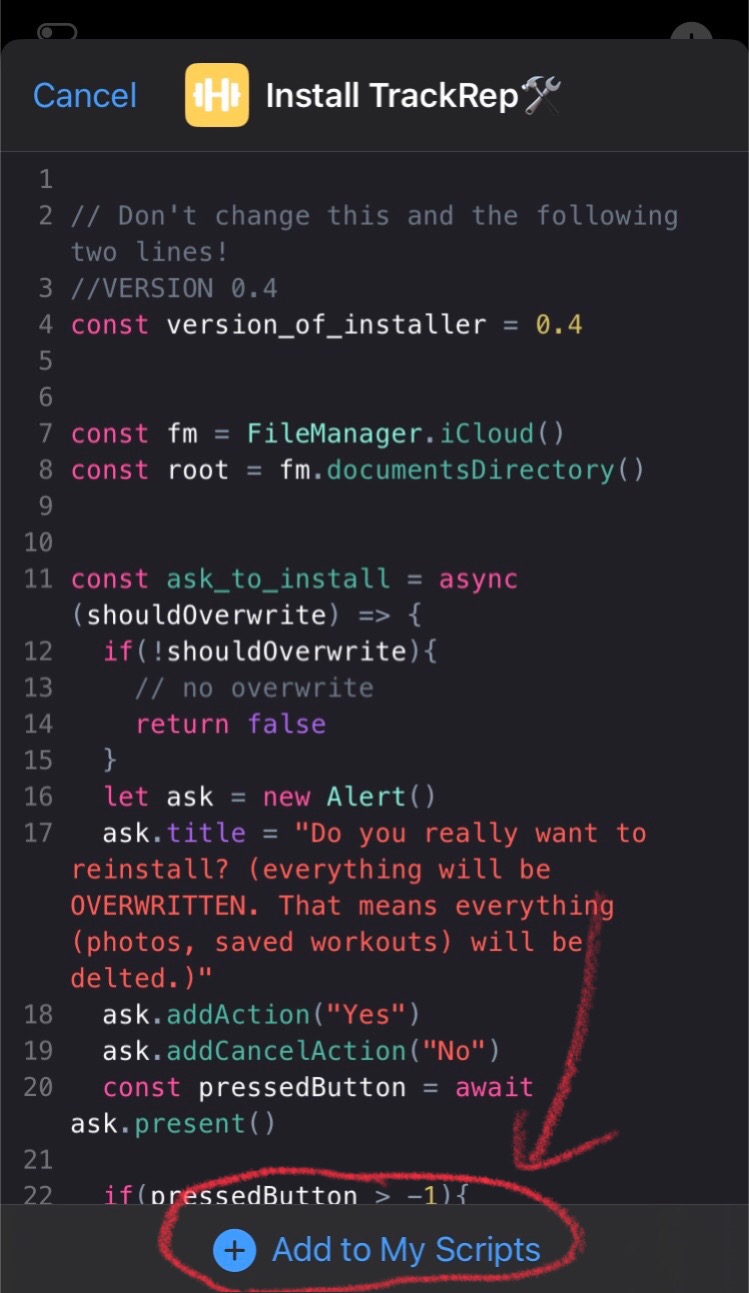 Cancel Install TrackRep🛠
1
2 // Don't change this and the following
two lines!
3 //VERSION 0.4
4 const version_of_installer = 0.4
5
6
7 const fm = FileManager.iCloud()
8 const root = fm.documentsDirectory()
9
10
11 const ask_to_install = async
(shouldOverwrite) => {
12 if(!shouldOverwrite){
13 // no overwrite
14 return false
15 }
16 let ask = new Alert()
17 ask.title = "Do you really want to
reinstall? (everything will be
OVERWRITTEN. That means everything
(photos, saved workouts) will be
delted.)"
18 ask.addAction("Yes")
19 ask.addCancelAction("No")
20 const pressedButton = await
ask.present()
21
22 if(pressedButton > -1){
Add to My Scripts